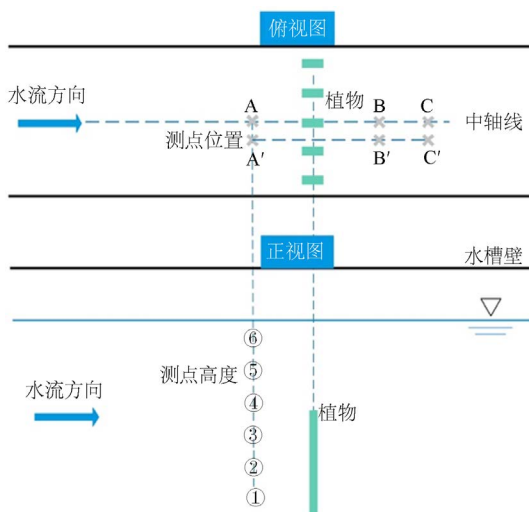 俯视图
水流方向
A
植物
B
C
中轴线
测点位置
A′
B′
C′
正视图
水槽壁
⑥
测点高度
⑤
水流方向
④
植物
③
②
①